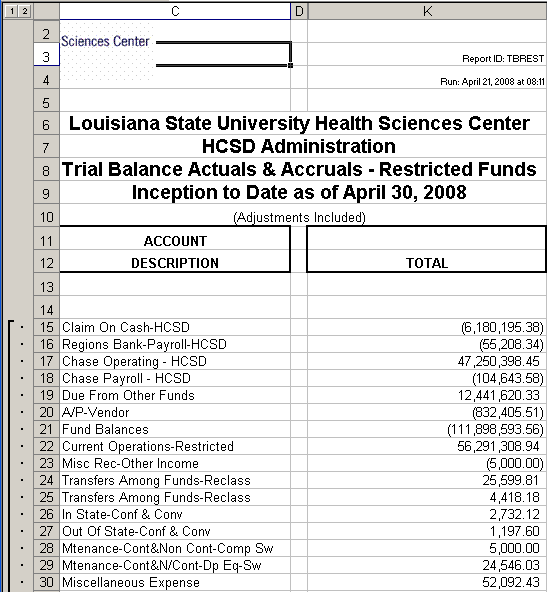 1 2 C D K
2
Sciences Center
3 Report ID: TBREST
4 Run: April 21, 2008 at 08:11
5
6 Louisiana State University Health Sciences Center
7 HCSD Administration
8 Trial Balance Actuals & Accruals - Restricted Funds
9 Inception to Date as of April 30, 2008
10 (Adjustments Included)
11 ACCOUNT
12 DESCRIPTION TOTAL
13
14
15 Claim On Cash-HCSD (6,180,195.38)
16 Regions Bank-Payroll-HCSD (55,208.34)
17 Chase Operating - HCSD 47,250,398.45
18 Chase Payroll - HCSD (104,643.58)
19 Due From Other Funds 12,441,620.33
20 A/P-Vendor (832,405.51)
21 Fund Balances (111,898,593.56)
22 Current Operations-Restricted 56,291,308.94
23 Misc Rec-Other Income (5,000.00)
24 Transfers Among Funds-Reclass 25,599.81
25 Transfers Among Funds-Reclass 4,418.18
26 In State-Conf & Conv 2,732.12
27 Out Of State-Conf & Conv 1,197.60
28 Mtenance-Cont&Non Cont-Comp Sw 5,000.00
29 Mtenance-Cont&N/Cont-Dp Eq-Sw 24,546.03
30 Miscellaneous Expense 52,092.43